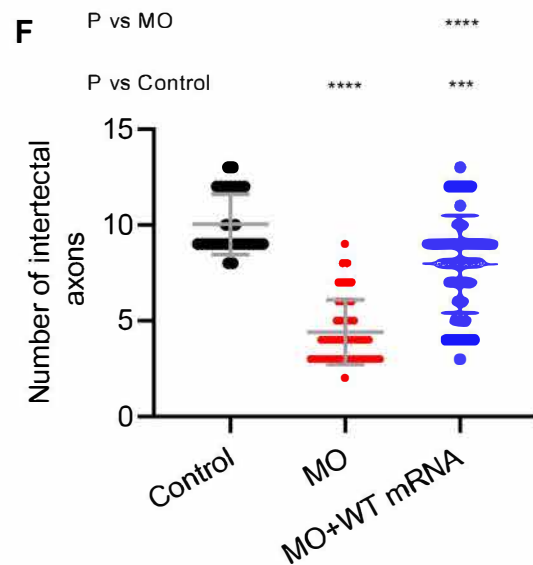 F
P vs MO ****
P vs Control **** ***
15
10
5
0
Number of intertectal
axons
Control
MO
MO+WT mRNA